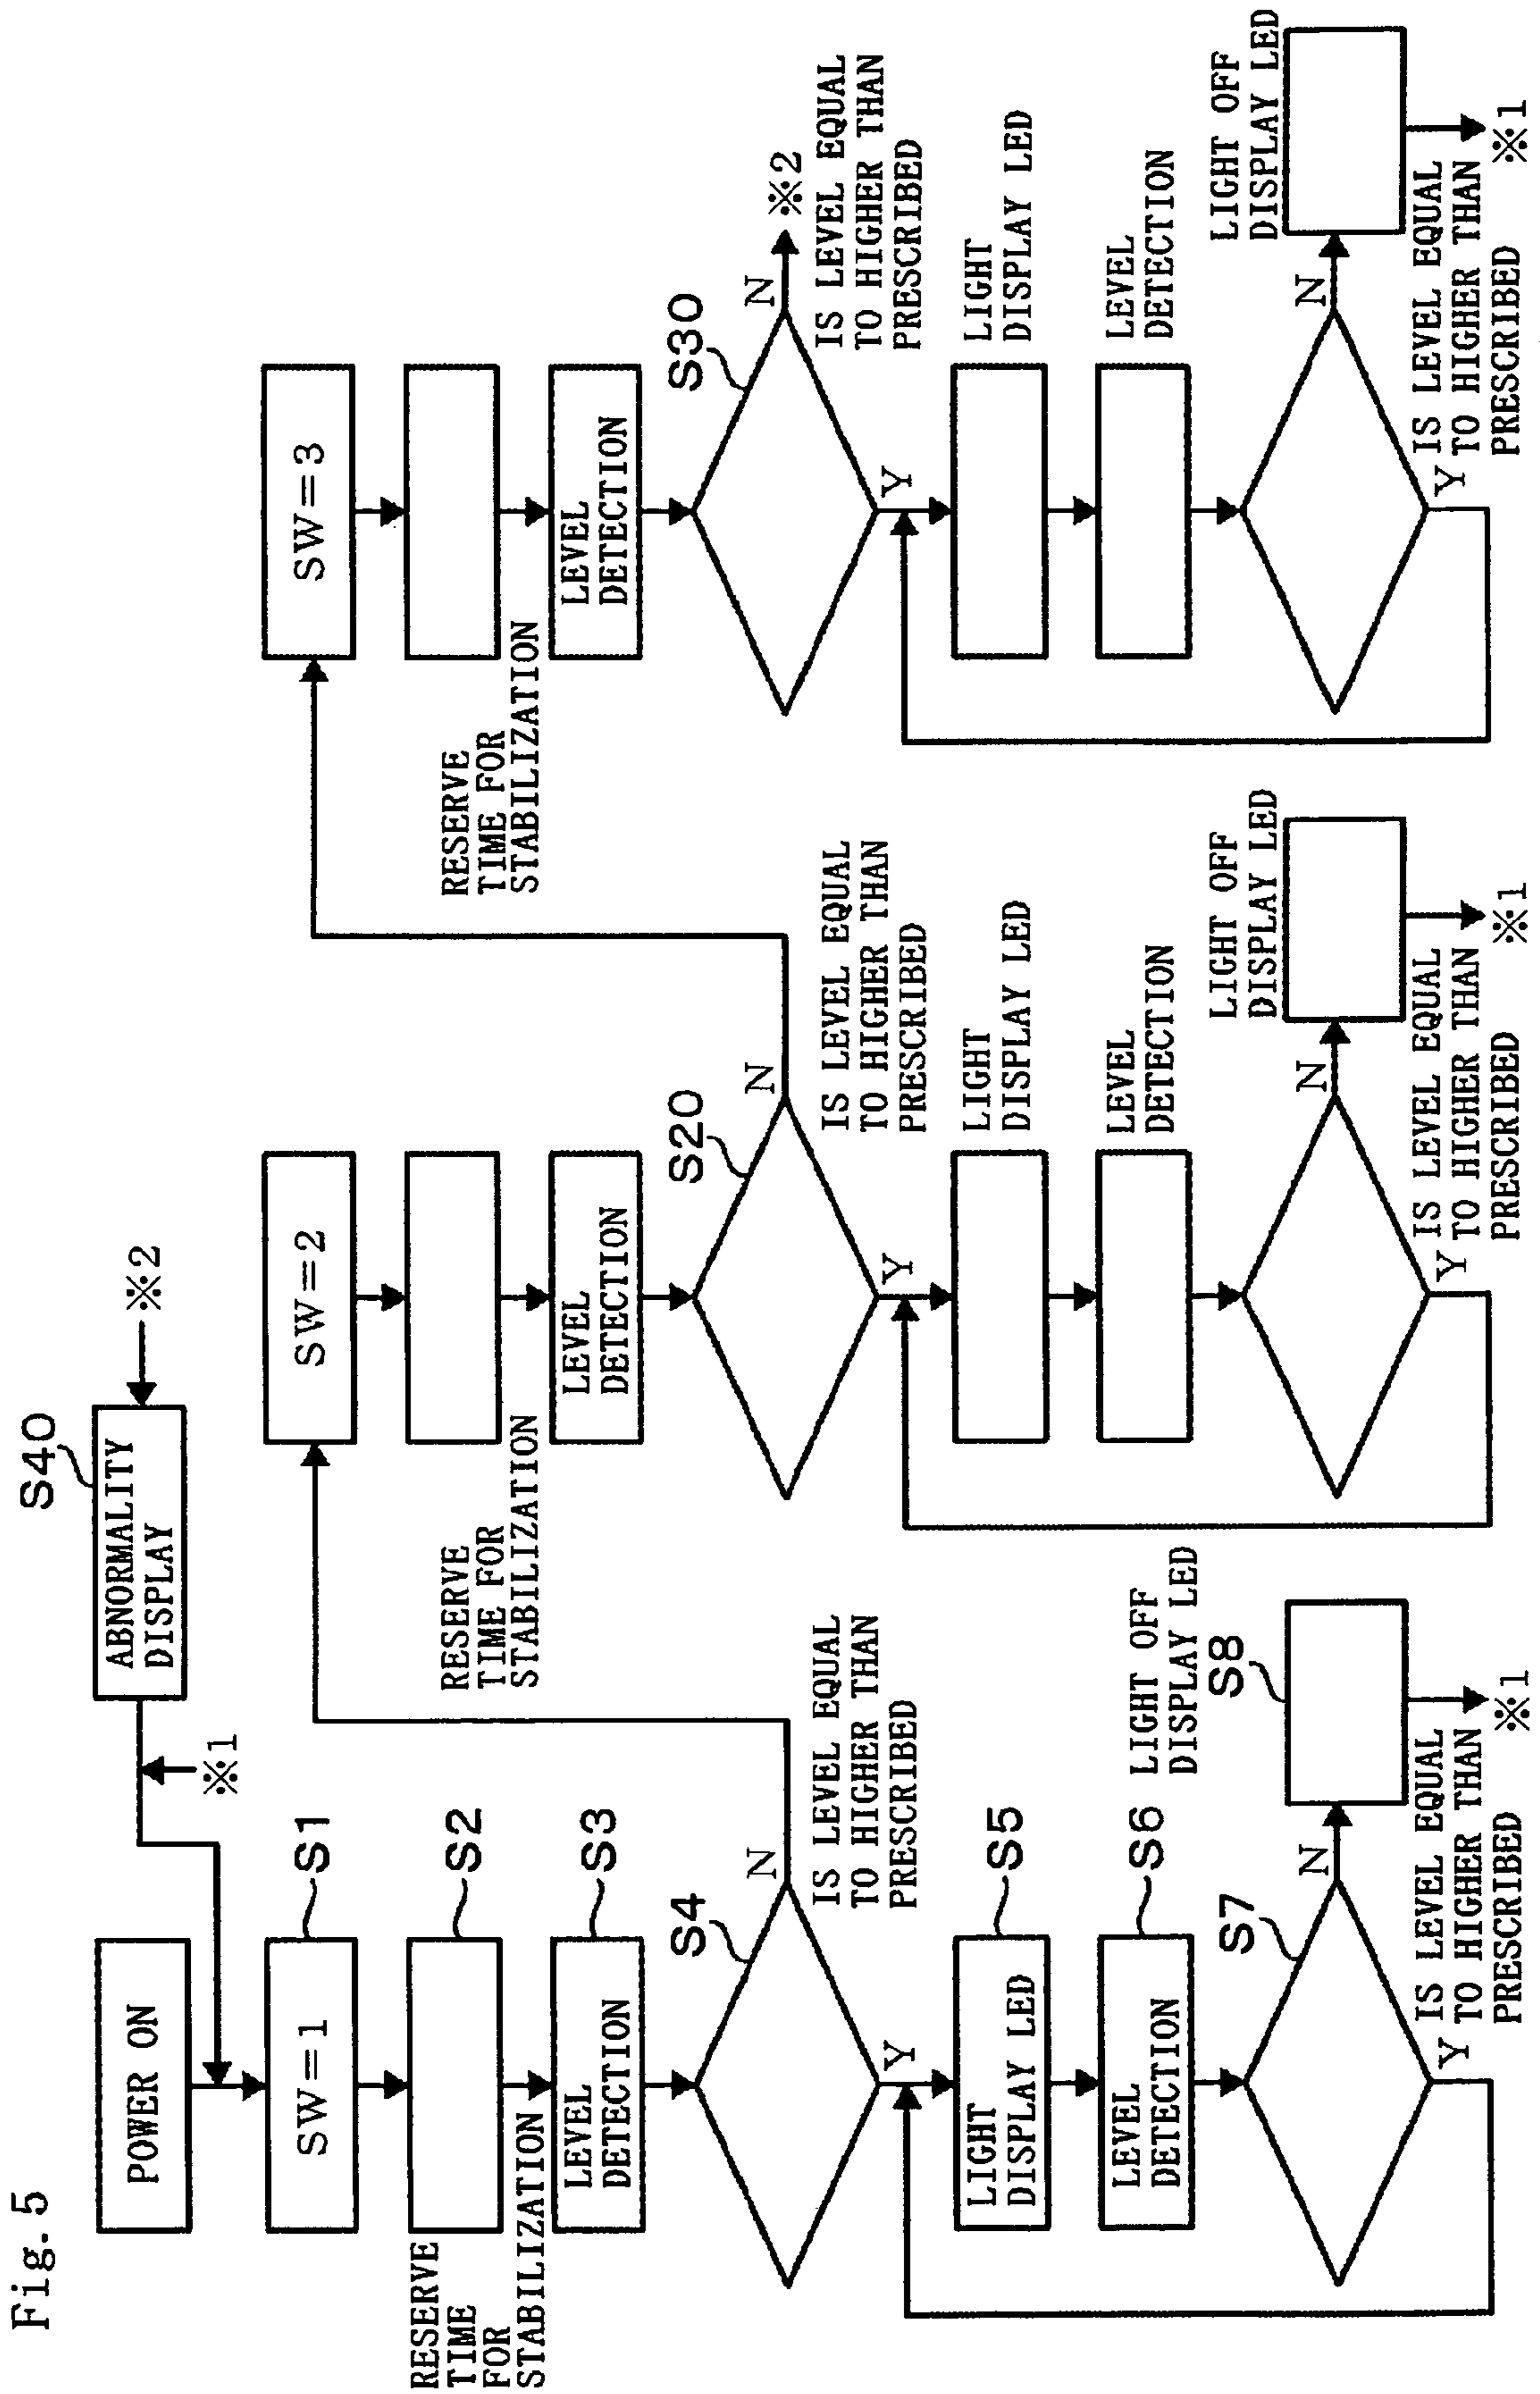 Fig. 5
POWER ON
S40
ABNORMALITY
DISPLAY
※2
※1
SW=1
S1
RESERVE
TIME
FOR
STABILIZATION
S2
LEVEL
DETECTION
S3
S4
N
IS LEVEL EQUAL
TO HIGHER THAN
PRESCRIBED
Y
LIGHT
DISPLAY LED
S5
LEVEL
DETECTION
S6
S7
N
LIGHT OFF
DISPLAY LED
S8
※1
Y
IS LEVEL EQUAL
TO HIGHER THAN
PRESCRIBED
SW=2
RESERVE
TIME FOR
STABILIZATION
LEVEL
DETECTION
S20
N
IS LEVEL EQUAL
TO HIGHER THAN
PRESCRIBED
Y
LIGHT
DISPLAY LED
LEVEL
DETECTION
N
LIGHT OFF
DISPLAY LED
※1
Y
IS LEVEL EQUAL
TO HIGHER THAN
PRESCRIBED
SW=3
RESERVE
TIME FOR
STABILIZATION
LEVEL
DETECTION
S30
N
※2
IS LEVEL EQUAL
TO HIGHER THAN
PRESCRIBED
Y
LIGHT
DISPLAY LED
LEVEL
DETECTION
N
LIGHT OFF
DISPLAY LED
※1
Y
IS LEVEL EQUAL
TO HIGHER THAN
PRESCRIBED